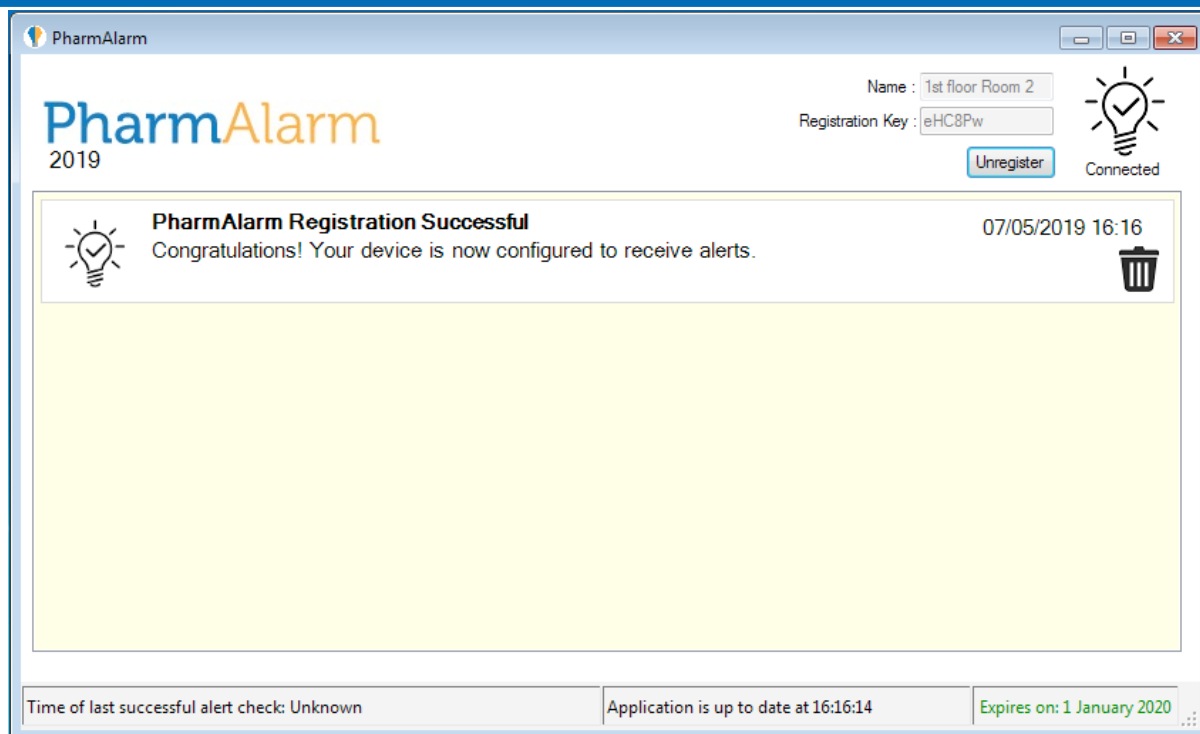 PharmAlarm
PharmAlarm
2019
Name : 1st floor Room 2
Registration Key : eHC8Pw
Unregister
Connected
PharmAlarm Registration Successful
07/05/2019 16:16
Congratulations! Your device is now configured to receive alerts.
Time of last successful alert check: Unknown
Application is up to date at 16:16:14
Expires on: 1 January 2020